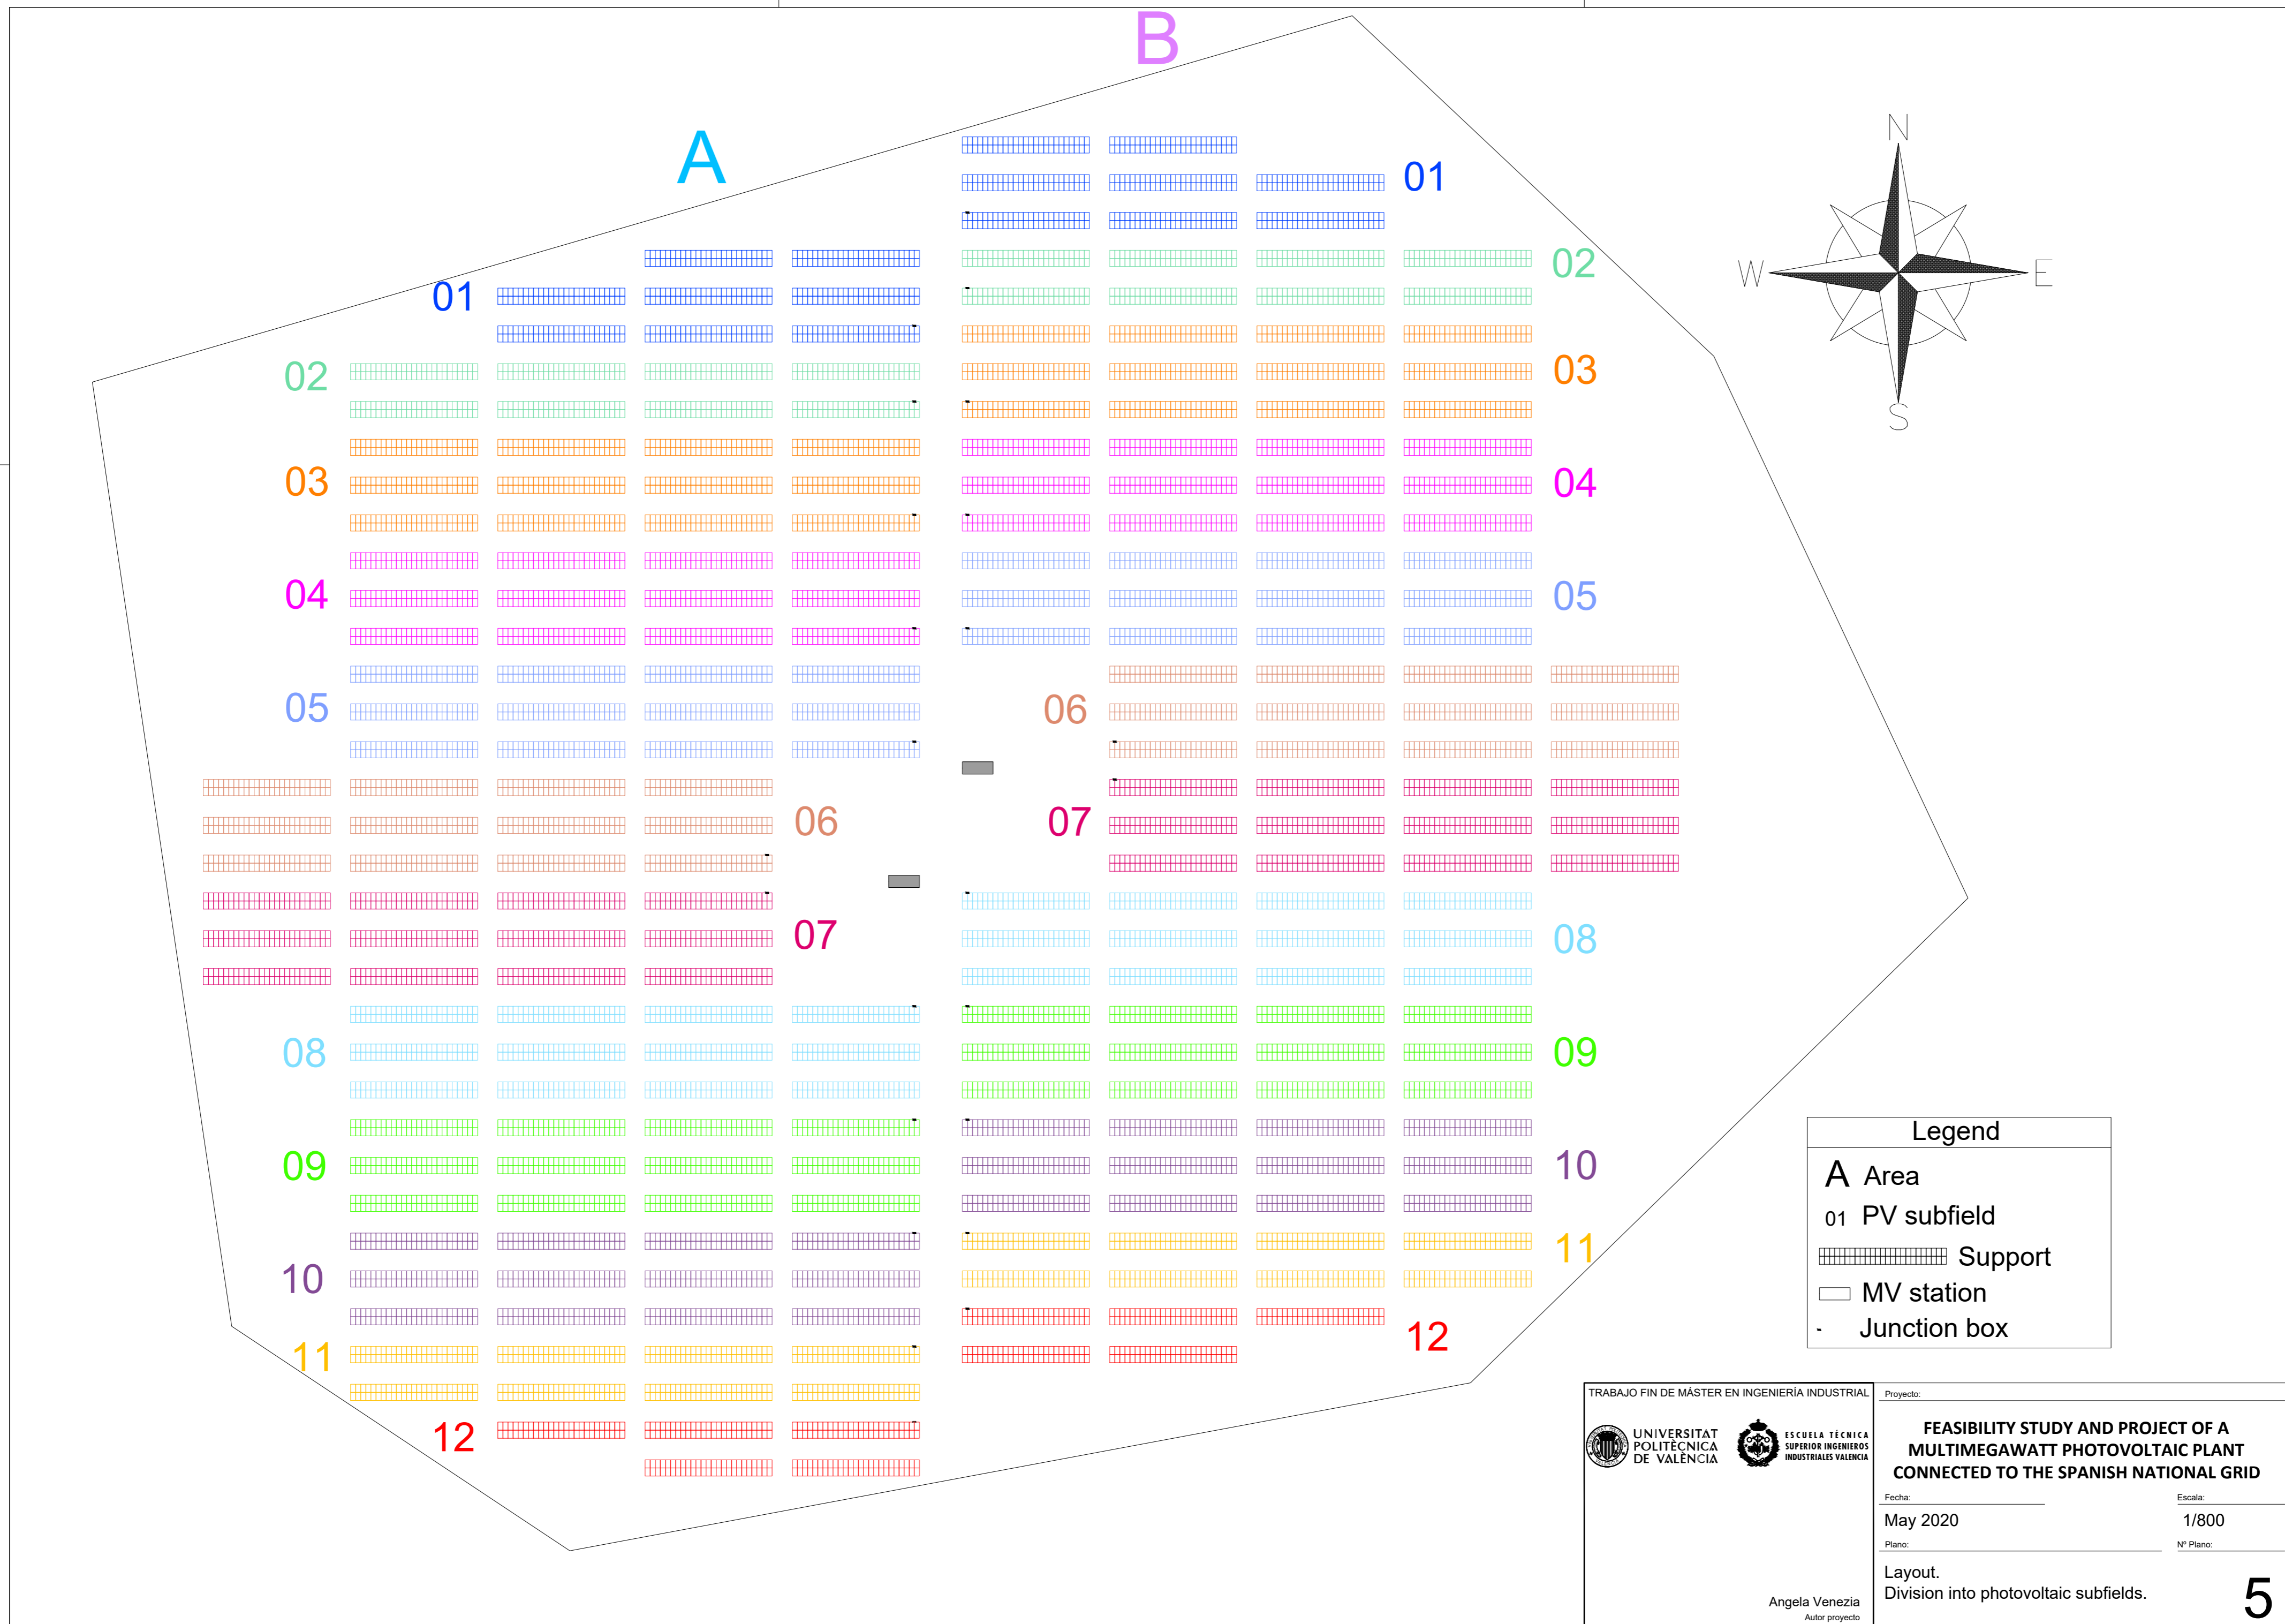 B
A
01
01
02
02
03
03
04
04
05
05
06
06
07
07
08
08
09
09
10
10
11
11
12
12
N
W
E
S
Legend
A Area
01 PV subfield
Support
MV station
Junction box
TRABAJO FIN DE MÁSTER EN INGENIERÍA INDUSTRIAL
UNIVERSITAT
POLITÈCNICA
DE VALÈNCIA
ESCUELA TÉCNICA
SUPERIOR INGENIEROS
INDUSTRIALES VALENCIA
Angela Venezia
Autor proyecto
Proyecto:
FEASIBILITY STUDY AND PROJECT OF A
MULTIMEGAWATT PHOTOVOLTAIC PLANT
CONNECTED TO THE SPANISH NATIONAL GRID
Fecha:
May 2020
Escala:
1/800
Plano:
Layout.
Division into photovoltaic subfields.
Nº Plano:
5